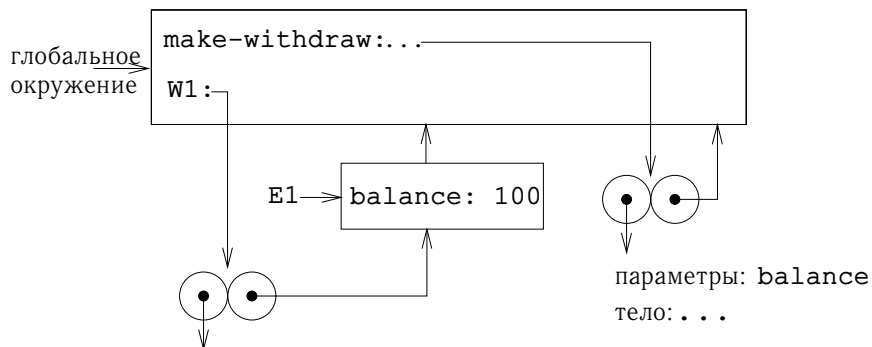 make-withdraw:...
глобальное
окружение
W1:
E1
balance: 100
параметры: balance
тело: ...